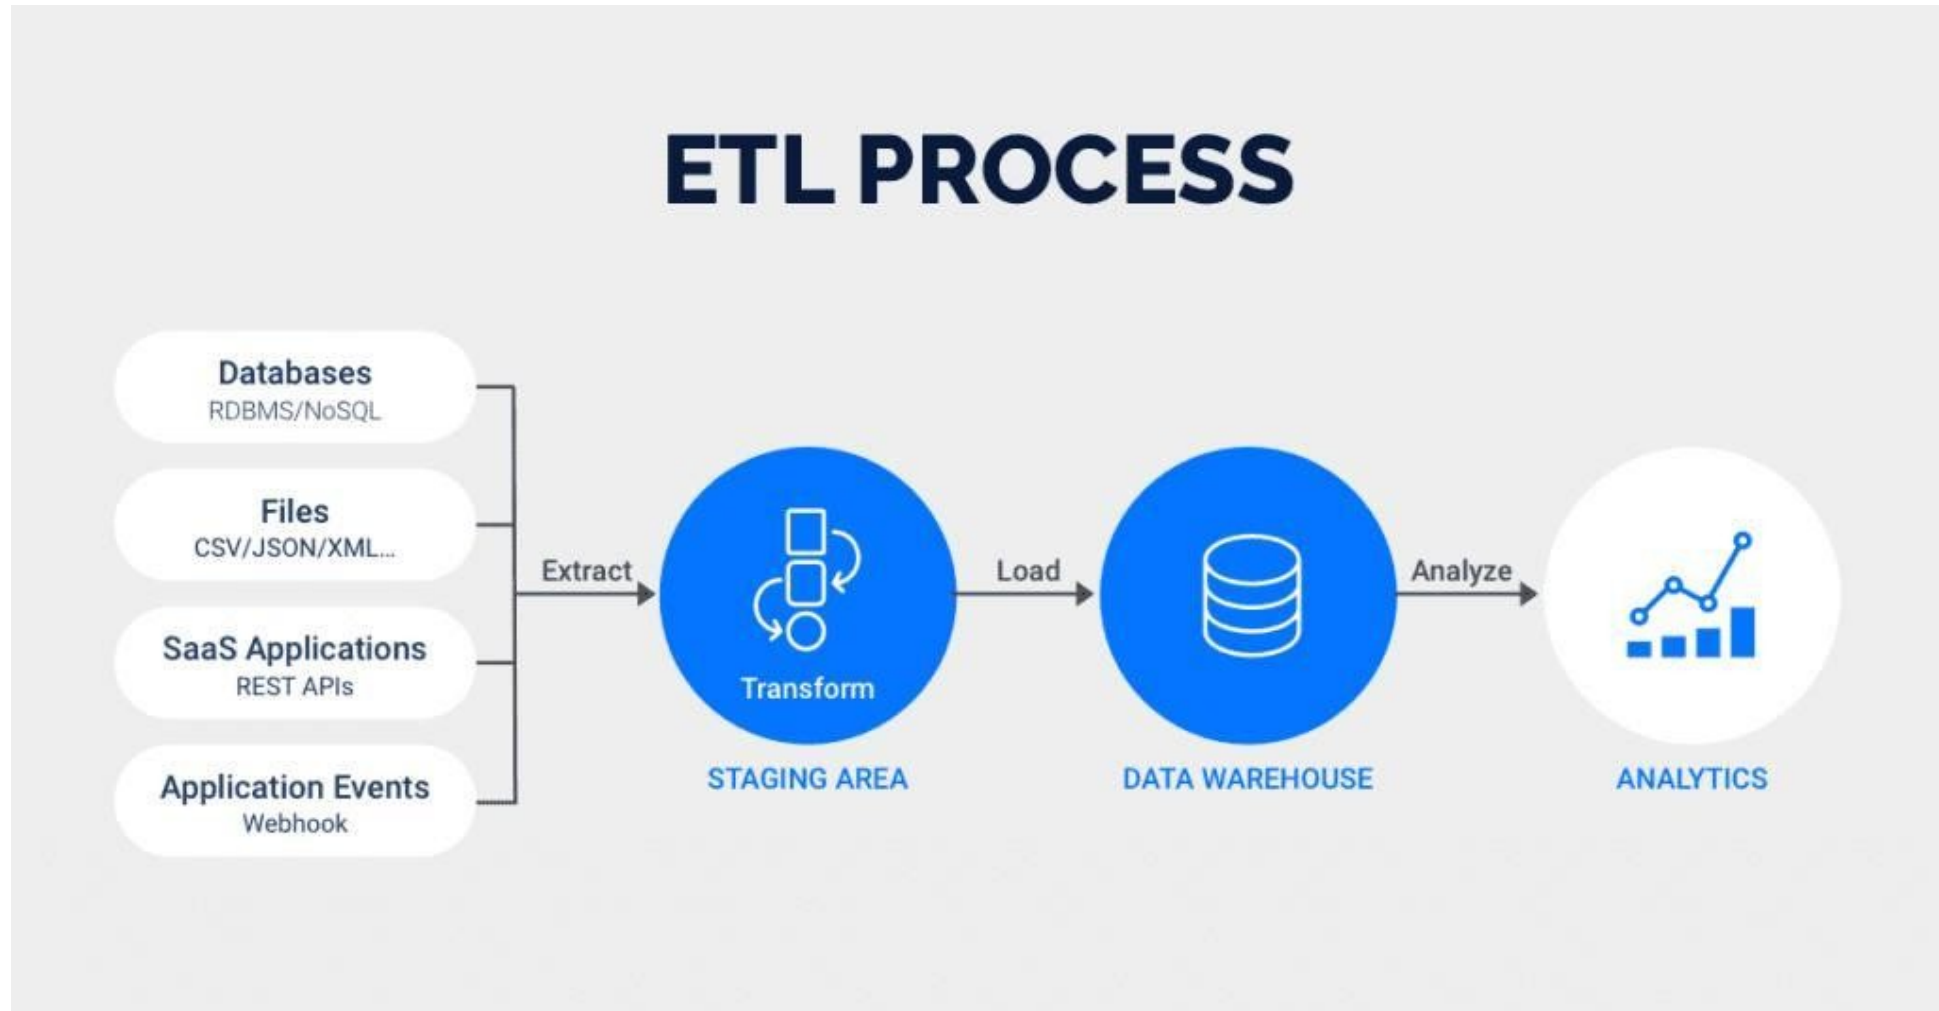 ETL PROCESS
Databases
RDBMS/NoSQL
Files
CSV/JSON/XML...
SaaS Applications
REST APIs
Application Events
Webhook
Extract
Transform
STAGING AREA
Load
DATA WAREHOUSE
Analyze
ANALYTICS